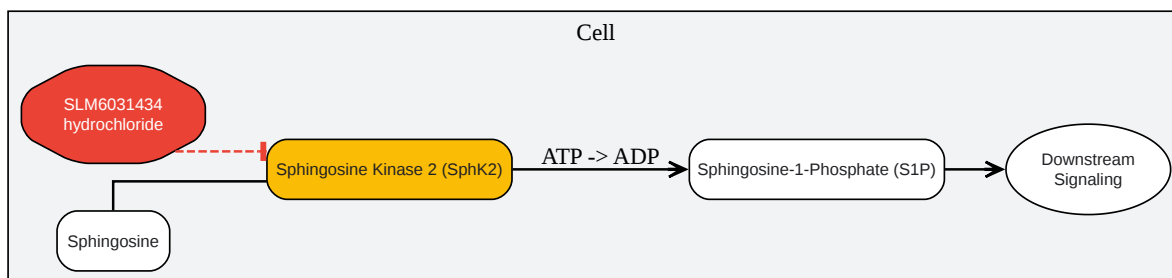 Cell
SLM6031434
hydrochloride
Sphingosine Kinase 2 (SphK2)
ATP -> ADP
Sphingosine-1-Phosphate (S1P)
Downstream
Signaling
Sphingosine